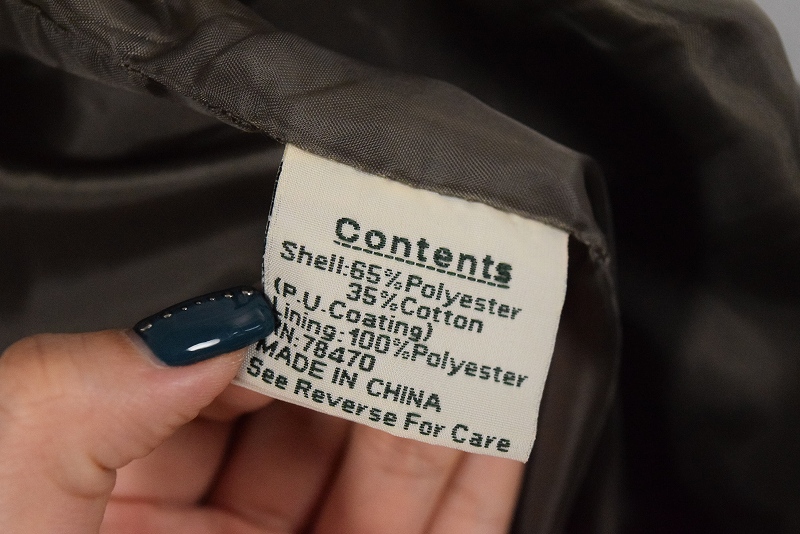 Contents
Shell:65%Polyester
35%Cotton
(P.U.Coating)
Lining:100%Polyester
RN:78470
MADE IN CHINA
See Reverse For Care